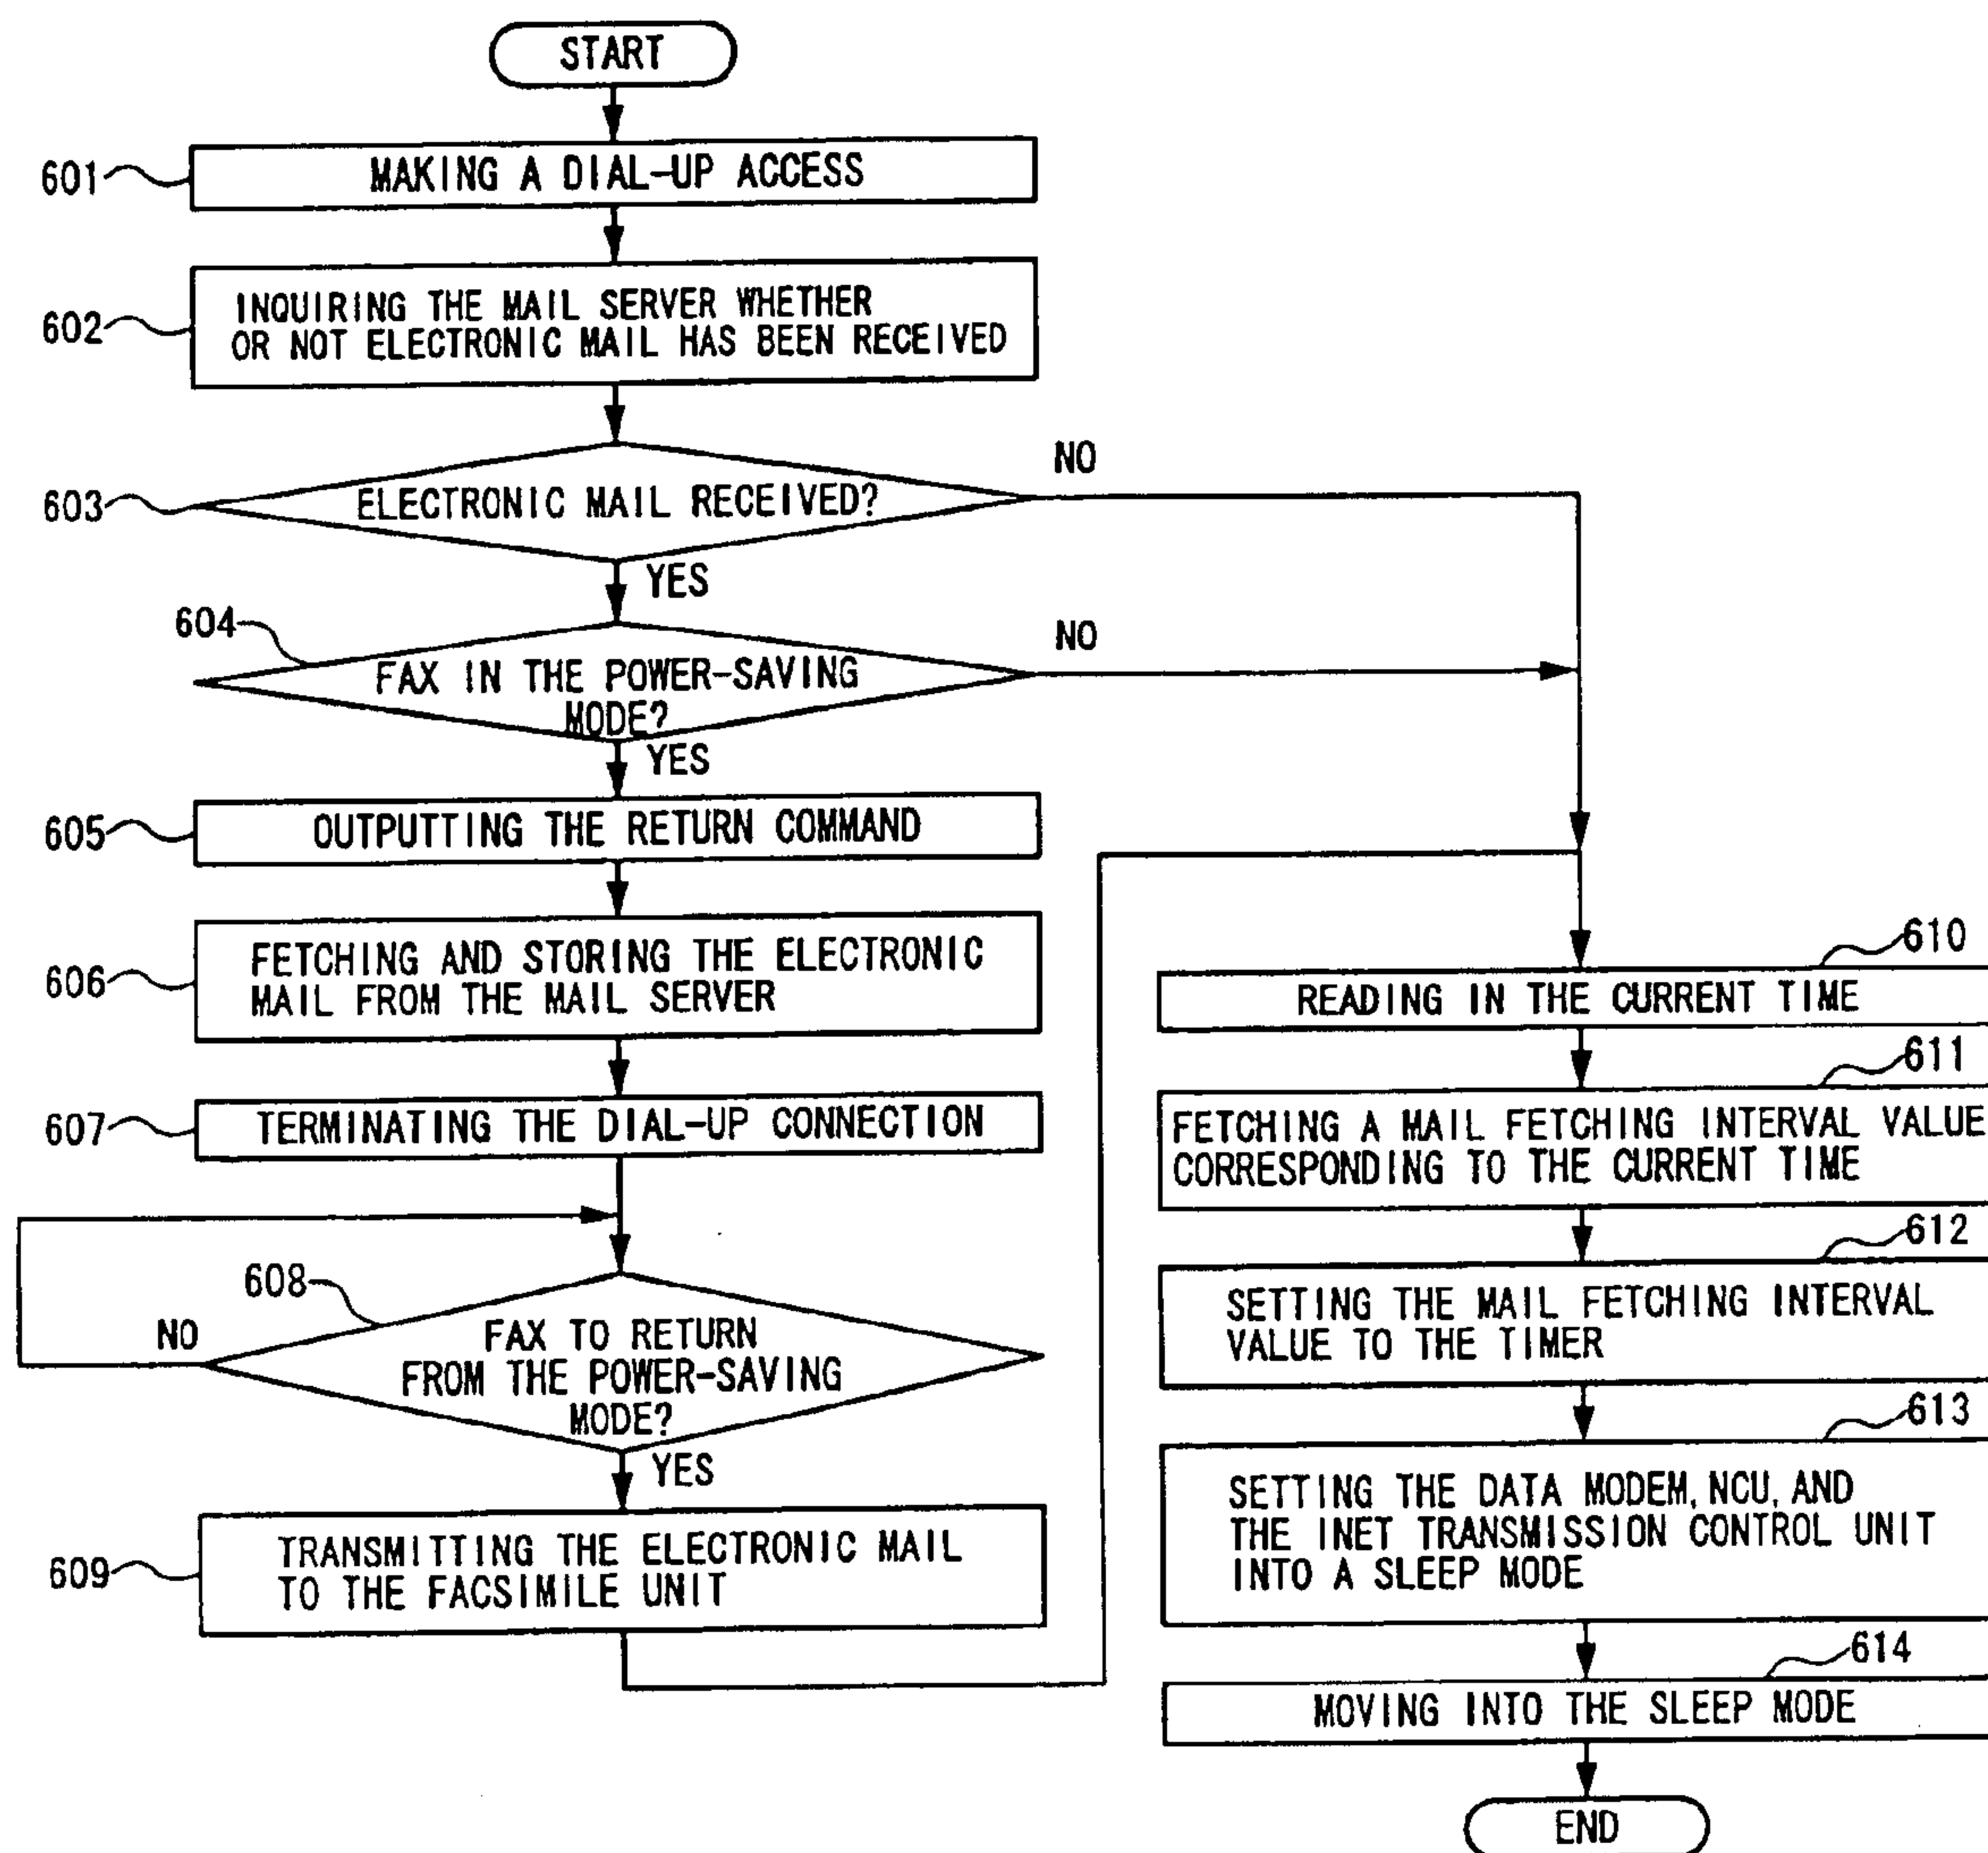 START
601
MAKING A DIAL-UP ACCESS
602
INQUIRING THE MAIL SERVER WHETHER
OR NOT ELECTRONIC MAIL HAS BEEN RECEIVED
603
ELECTRONIC MAIL RECEIVED?
NO
YES
604
FAX IN THE POWER-SAVING
MODE?
NO
YES
605
OUTPUTTING THE RETURN COMMAND
606
FETCHING AND STORING THE ELECTRONIC
MAIL FROM THE MAIL SERVER
607
TERMINATING THE DIAL-UP CONNECTION
608
NO
FAX TO RETURN
FROM THE POWER-SAVING
MODE?
YES
609
TRANSMITTING THE ELECTRONIC MAIL
TO THE FACSIMILE UNIT
610
READING IN THE CURRENT TIME
611
FETCHING A MAIL FETCHING INTERVAL VALUE
CORRESPONDING TO THE CURRENT TIME
612
SETTING THE MAIL FETCHING INTERVAL
VALUE TO THE TIMER
613
SETTING THE DATA MODEM, NCU, AND
THE INET TRANSMISSION CONTROL UNIT
INTO A SLEEP MODE
614
MOVING INTO THE SLEEP MODE
END